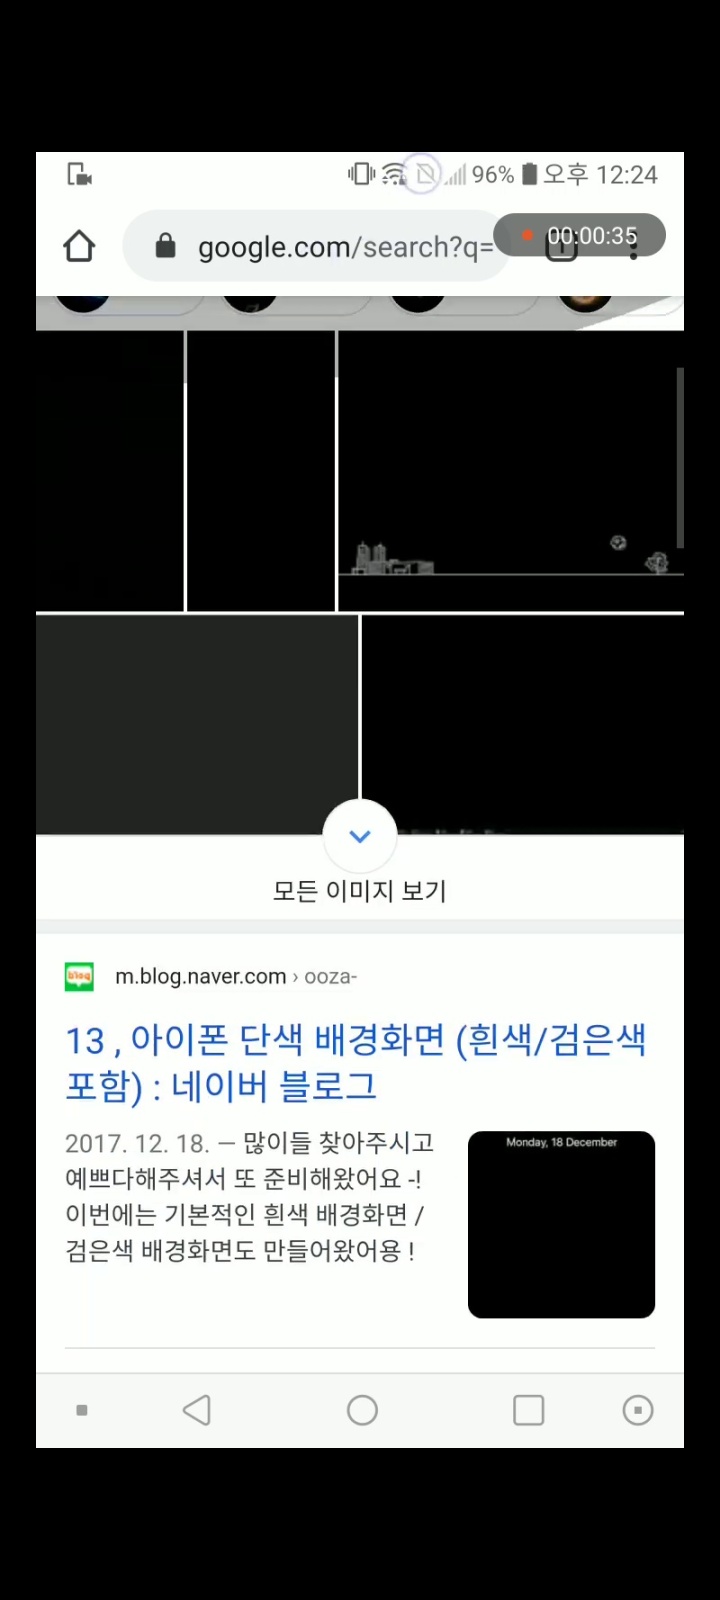 96% 오후 12:24
google.com/search?q=
00:00:35
모든 이미지 보기
blog m.blog.naver.com › ooza-
13 , 아이폰 단색 배경화면 (흰색/검은색
포함) : 네이버 블로그
2017. 12. 18. — 많이들 찾아주시고
예쁘다해주셔서 또 준비해왔어요 -!
이번에는 기본적인 흰색 배경화면 /
검은색 배경화면도 만들어왔어용 !
Monday, 18 December